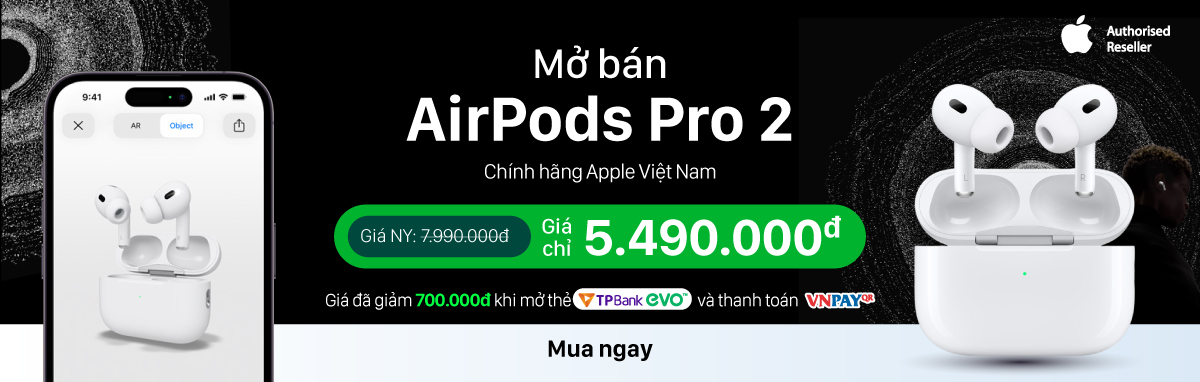 Authorised
Reseller
Mở bán
AirPods Pro 2
Chính hãng Apple Việt Nam
Giá NY: 7.990.000đ
Giá chỉ 5.490.000đ
Giá đã giảm 700.000đ khi mở thẻ TPBank EVO™ và thanh toán VNPAY QR
Mua ngay
9:41
AR Object
L R